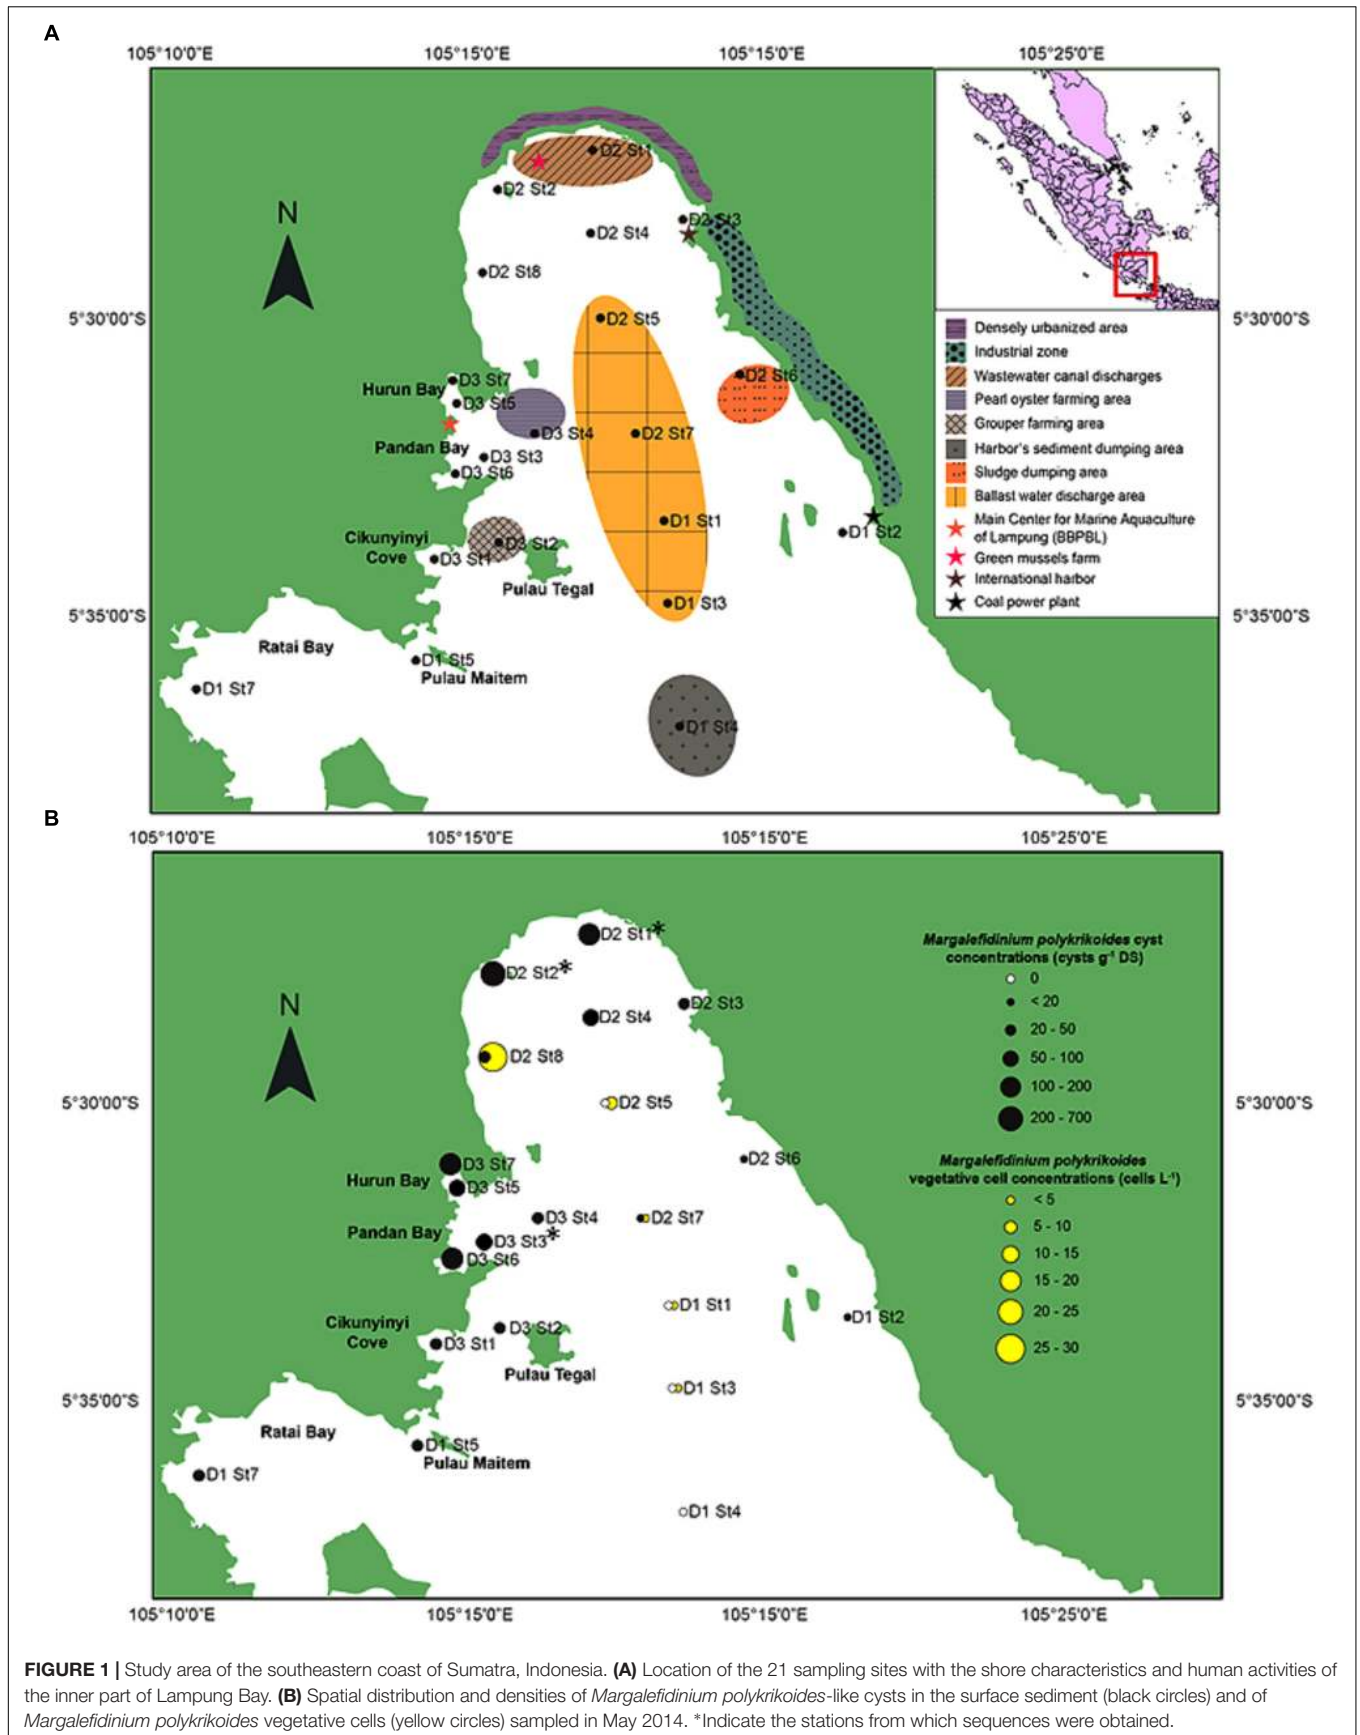 A
105°10'0"E 105°15'0"E 105°15'0"E 105°25'0"E
D2 St1
D2 St2
D2 St3
N
D2 St4
D2 St8
5°30'00"S D2 St5 5°30'00"S
Densely urbanized area
Industrial zone
Wastewater canal discharges
Pearl oyster farming area
Grouper farming area
Harbor's sediment dumping area
Sludge dumping area
Ballast water discharge area
Main Center for Marine Aquaculture
of Lampung (BBPBL)
Green mussels farm
International harbor
Coal power plant
D2 St6
D3 St7
Hurun Bay
D3 St5
D3 St4 D2 St7
Pandan Bay
D3 St3
D3 St6
D1 St1
D1 St2
Cikunyinyi
Cove
D3 St2
D3 St1
Pulau Tegal
D1 St3
5°35'00"S 5°35'00"S
Ratai Bay
D1 St5
Pulau Maitem
D1 St7
D1 St4
B
105°10'0"E 105°15'0"E 105°15'0"E 105°25'0"E
D2 St1*
D2 St2*
N
D2 St3
D2 St4
D2 St8
Margalefidinium polykrikoides cyst
concentrations (cysts g⁻¹ DS)
0
< 20
20 - 50
50 - 100
100 - 200
200 - 700
5°30'00"S D2 St5 5°30'00"S
Margalefidinium polykrikoides
vegetative cell concentrations (cells L⁻¹)
< 5
5 - 10
10 - 15
15 - 20
20 - 25
25 - 30
D2 St6
D3 St7
Hurun Bay
D3 St5
D3 St4 D2 St7
Pandan Bay
D3 St3*
D3 St6
D1 St1
D1 St2
Cikunyinyi
Cove
D3 St2
D3 St1
Pulau Tegal
D1 St3
5°35'00"S 5°35'00"S
Ratai Bay
D1 St5
Pulau Maitem
D1 St7
D1 St4
105°10'0"E 105°15'0"E 105°15'0"E 105°25'0"E
FIGURE 1 | Study area of the southeastern coast of Sumatra, Indonesia. (A) Location of the 21 sampling sites with the shore characteristics and human activities of
the inner part of Lampung Bay. (B) Spatial distribution and densities of Margalefidinium polykrikoides-like cysts in the surface sediment (black circles) and of
Margalefidinium polykrikoides vegetative cells (yellow circles) sampled in May 2014. *Indicate the stations from which sequences were obtained.